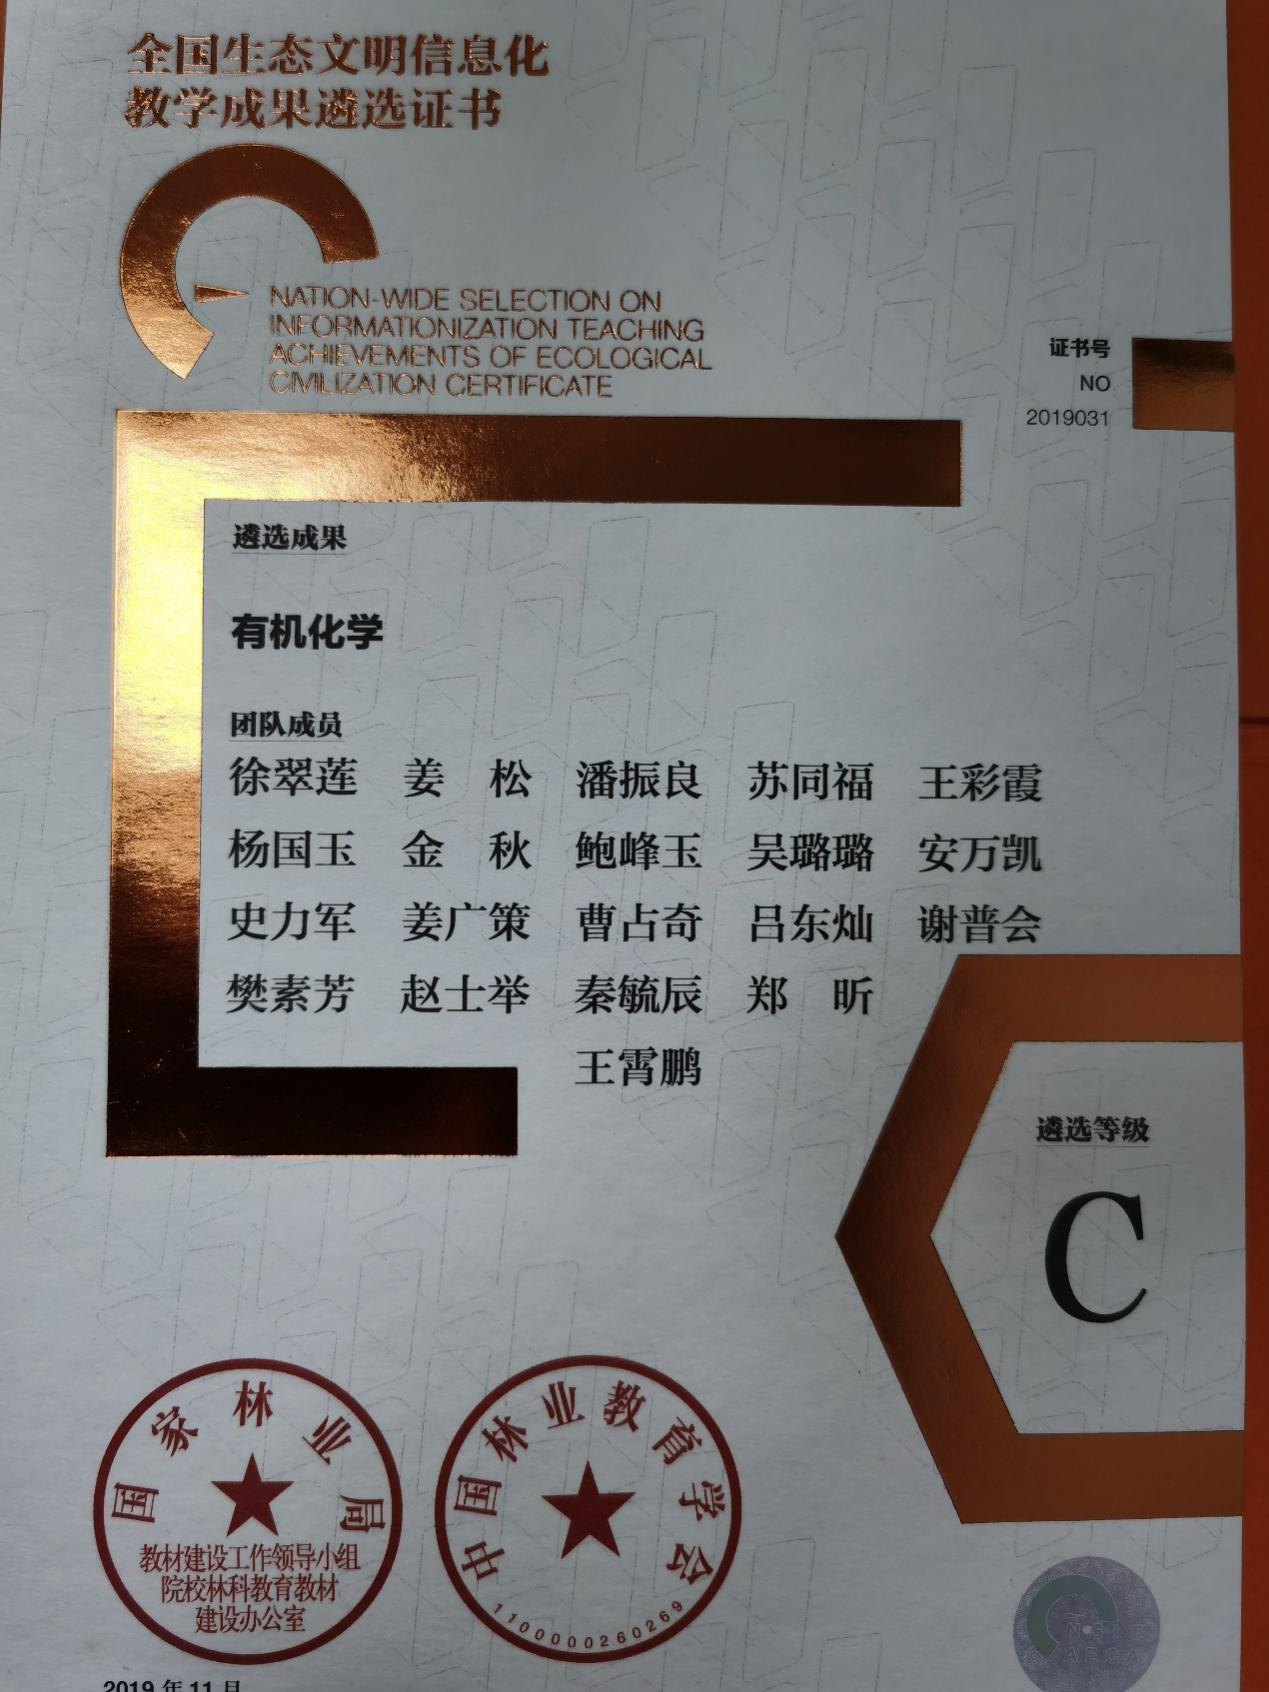 全国生态文明信息化
教学成果遴选证书
NATION-WIDE SELECTION ON
INFORMATIONIZATION TEACHING
ACHIEVEMENTS OF ECOLOGICAL
CIVILIZATION CERTIFICATE
证书号
NO
2019031
遴选成果
有机化学
团队成员
徐翠莲 姜 松 潘振良 苏同福 王彩霞
杨国玉 金 秋 鲍峰玉 吴璐璐 安万凯
史力军 姜广策 曹占奇 吕东灿 谢普会
樊素芳 赵士举 秦毓辰 郑 昕
王霄鹏
遴选等级
C
国家林业局
教材建设工作领导小组
院校林科教育教材
建设办公室
中国林业教育学会
1100000260269
2019 年 11 月